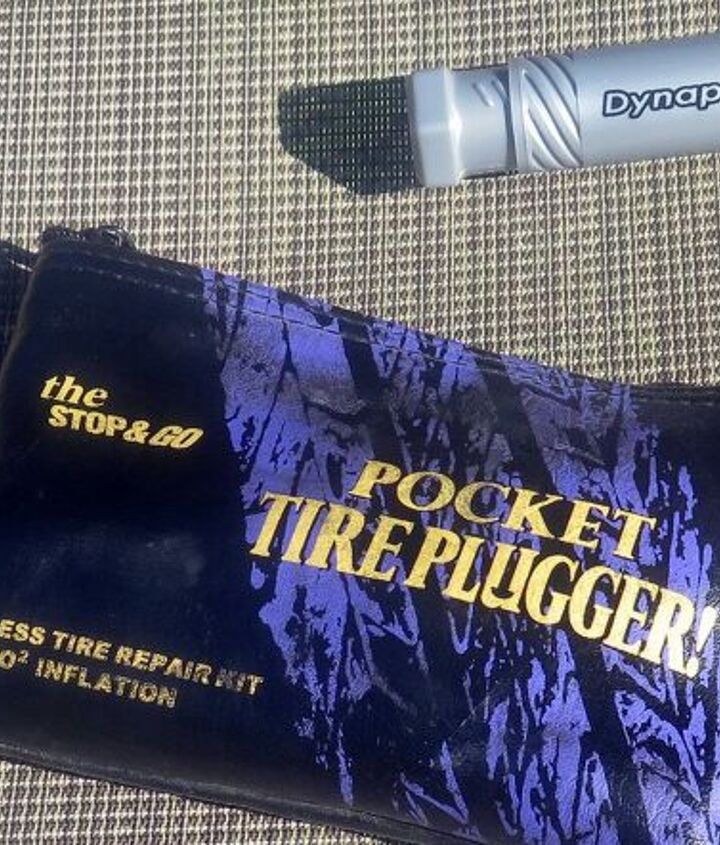 Dynap
the
STOP & GO
POCKET
TIRE PLUGGER!
ESS TIRE REPAIR KIT
O² INFLATION